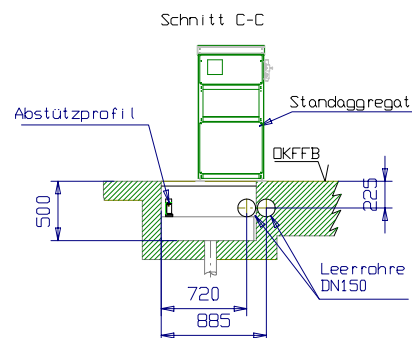 Schnitt C-C
Standaggregat
Abstützprofil
OKFFB
225
500
Leerrohre
DN150
720
885